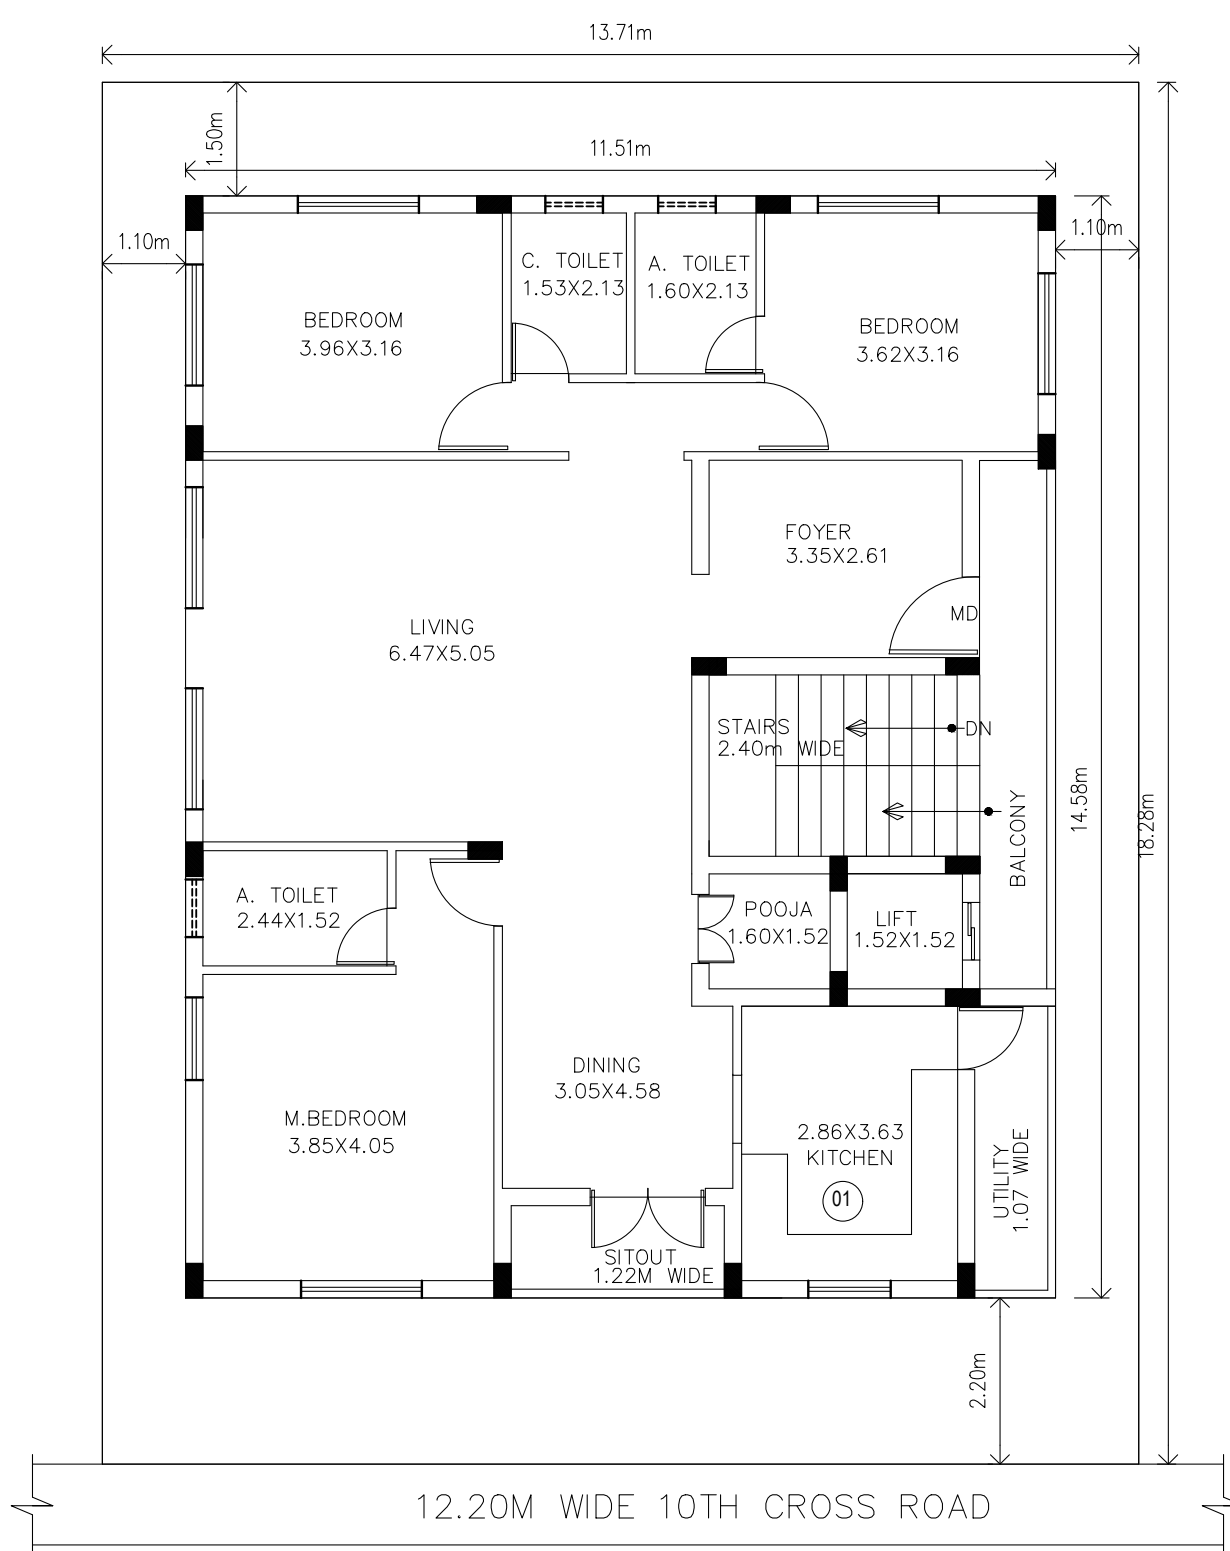 13.71m
1.50m
11.51m
1.10m
1.10m
C. TOILET
1.53X2.13
A. TOILET
1.60X2.13
BEDROOM
3.96X3.16
BEDROOM
3.62X3.16
FOYER
3.35X2.61
MD
LIVING
6.47X5.05
STAIRS
2.40m WIDE
DN
BALCONY
14.58m
18.28m
A. TOILET
2.44X1.52
POOJA
1.60X1.52
LIFT
1.52X1.52
DINING
3.05X4.58
M.BEDROOM
3.85X4.05
2.86X3.63
KITCHEN
01
UTILITY
1.07 WIDE
SITOUT
1.22M WIDE
2.20m
12.20M WIDE 10TH CROSS ROAD